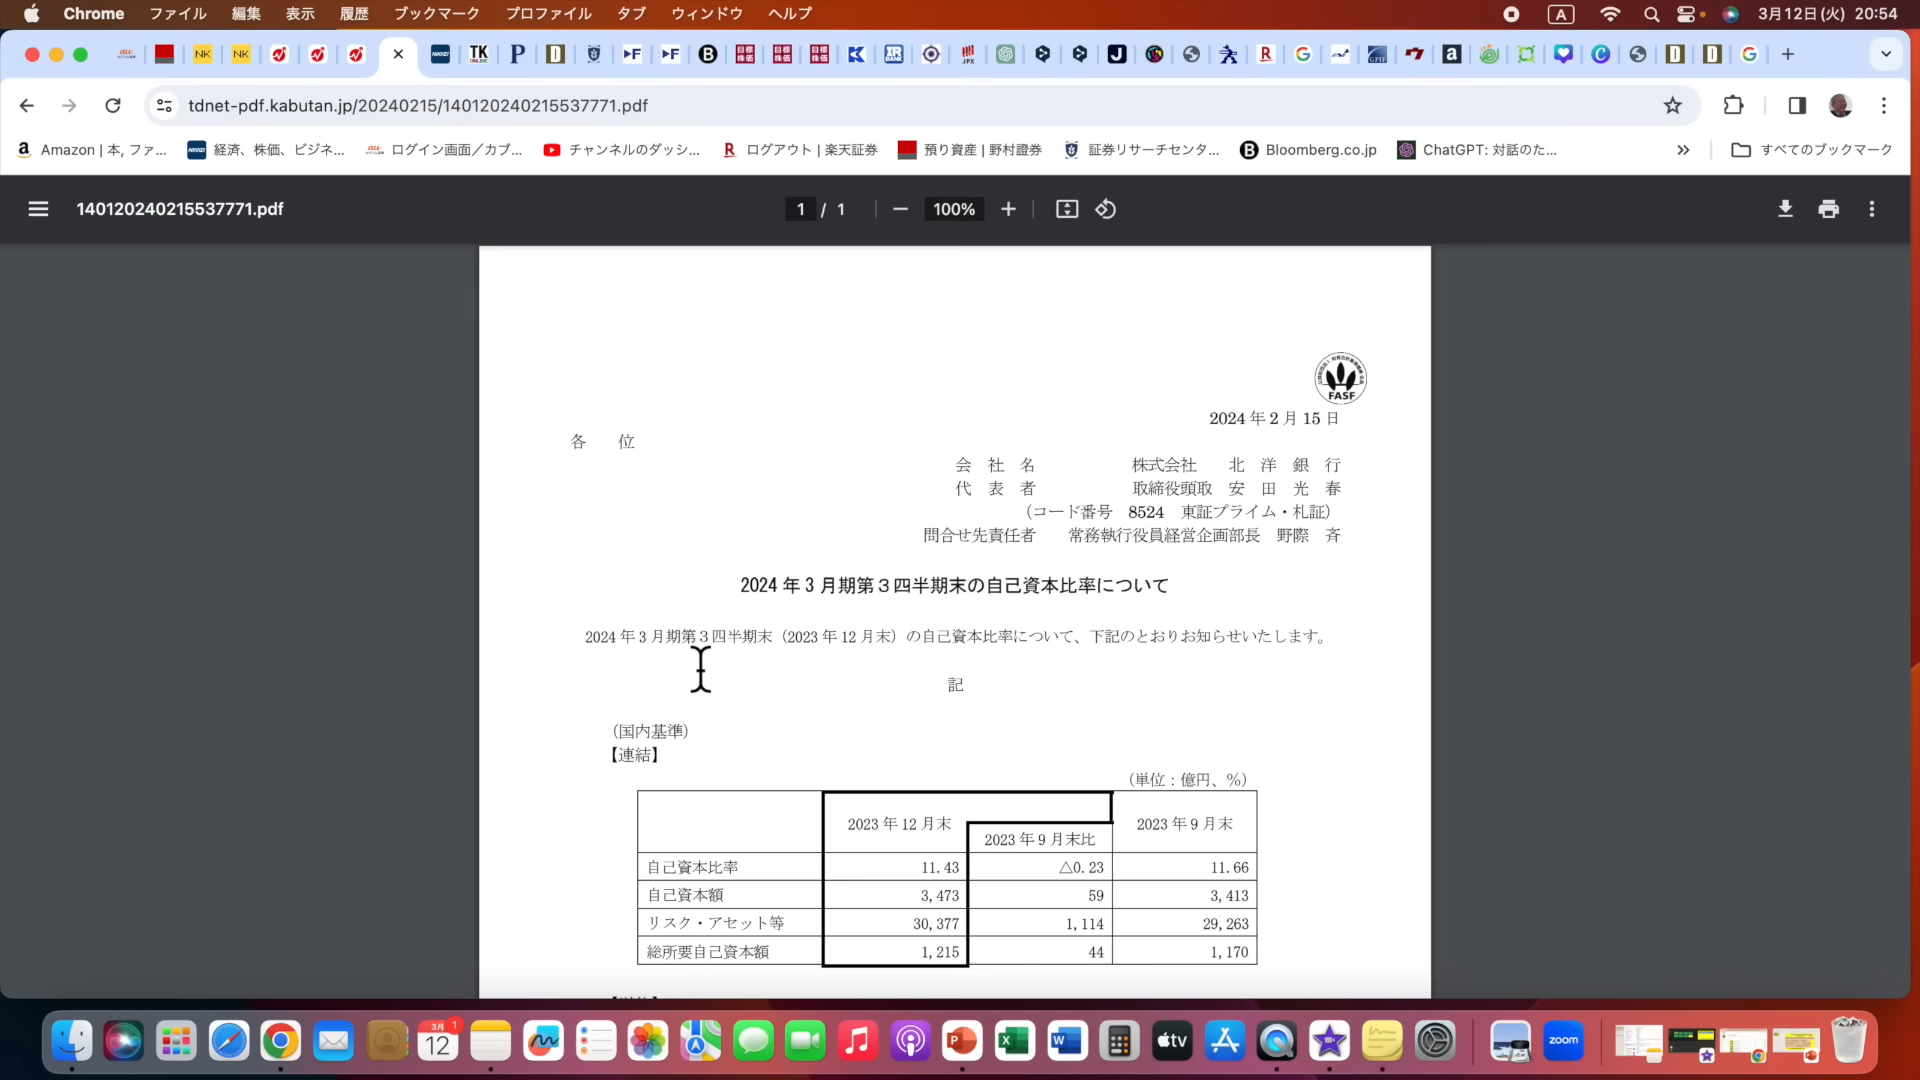 Chrome ファイル 編集 表示 履歴 ブックマーク プロファイル タブ ウィンドウ ヘルプ A 3月12日(火) 20:54
tdnet-pdf.kabutan.jp/20240215/140120240215537771.pdf
Amazon | 本, ファ... 経済、株価、ビジネ... ログイン画面／カブ... チャンネルのダッシ... ログアウト | 楽天証券 預り資産 | 野村證券 証券リサーチセンタ... Bloomberg.co.jp ChatGPT: 対話のた... すべてのブックマーク
140120240215537771.pdf 1 / 1 100%
FASF
2024 年 2 月 15 日
各 位
会 社 名 株式会社 北 洋 銀 行
代 表 者 取締役頭取 安 田 光 春
（コード番号 8524 東証プライム・札証）
問合せ先責任者 常務執行役員経営企画部長 野際 斉
2024 年 3 月期第３四半期末の自己資本比率について
2024 年 3 月期第３四半期末（2023 年 12 月末）の自己資本比率について、下記のとおりお知らせいたします。
記
（国内基準）
【連結】
（単位：億円、％）
2023 年 12 月末 2023 年 9 月末比 2023 年 9 月末
自己資本比率 11.43 △0.23 11.66
自己資本額 3,473 59 3,413
リスク・アセット等 30,377 1,114 29,263
総所要自己資本額 1,215 44 1,170
3月 1
12
tv
zoom